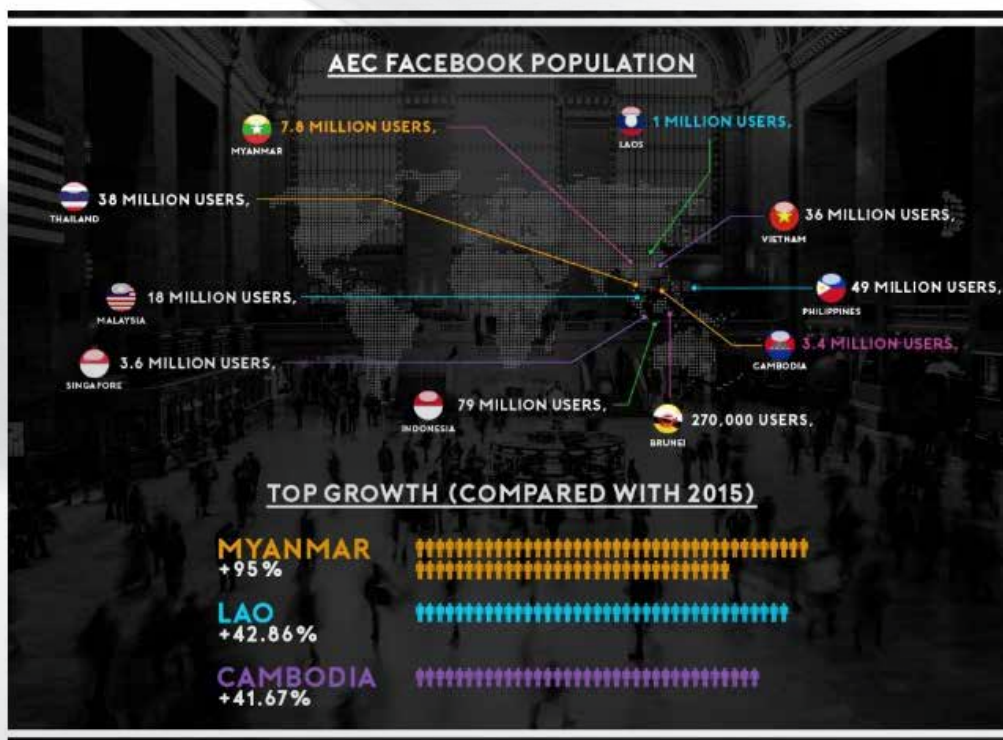 AEC FACEBOOK POPULATION
7.8 MILLION USERS,
MYANMAR
1 MILLION USERS,
LAOS
38 MILLION USERS,
THAILAND
36 MILLION USERS,
VIETNAM
18 MILLION USERS,
MALAYSIA
49 MILLION USERS,
PHILIPPINES
3.4 MILLION USERS,
CAMBODIA
3.6 MILLION USERS,
SINGAPORE
79 MILLION USERS,
INDONESIA
270,000 USERS,
BRUNEI
TOP GROWTH (COMPARED WITH 2015)
MYANMAR
+95%
LAO
+42.86%
CAMBODIA
+41.67%